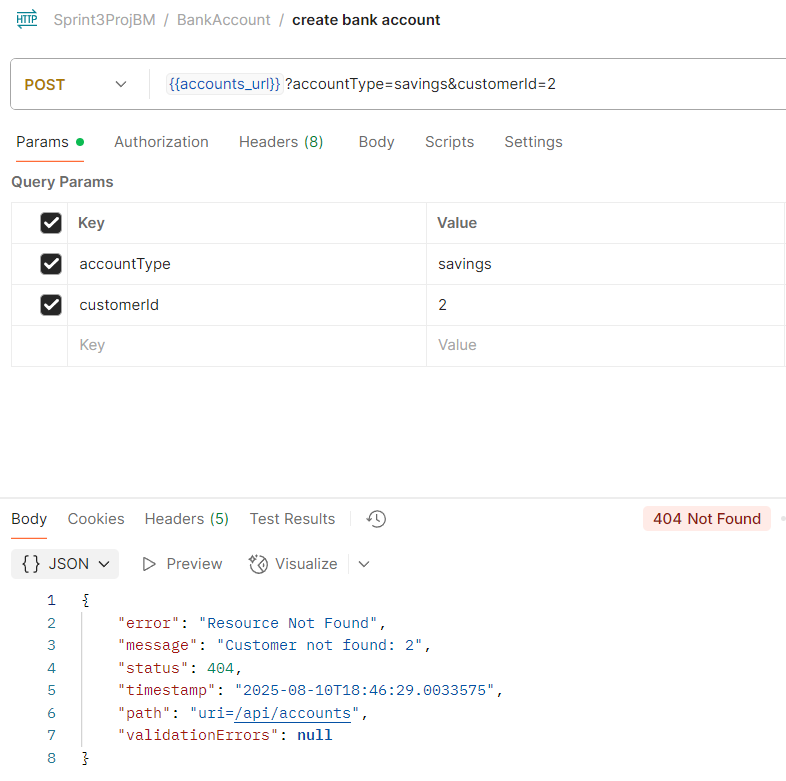 HTTP Sprint3ProjBM / BankAccount / create bank account
POST {{accounts_url}} ?accountType=savings&customerId=2
Params Authorization Headers (8) Body Scripts Settings
Query Params
Key Value
accountType savings
customerId 2
Key Value
Body Cookies Headers (5) Test Results 404 Not Found
{} JSON Preview Visualize
1 {
2 "error": "Resource Not Found",
3 "message": "Customer not found: 2",
4 "status": 404,
5 "timestamp": "2025-08-10T18:46:29.0033575",
6 "path": "uri=/api/accounts",
7 "validationErrors": null
8 }